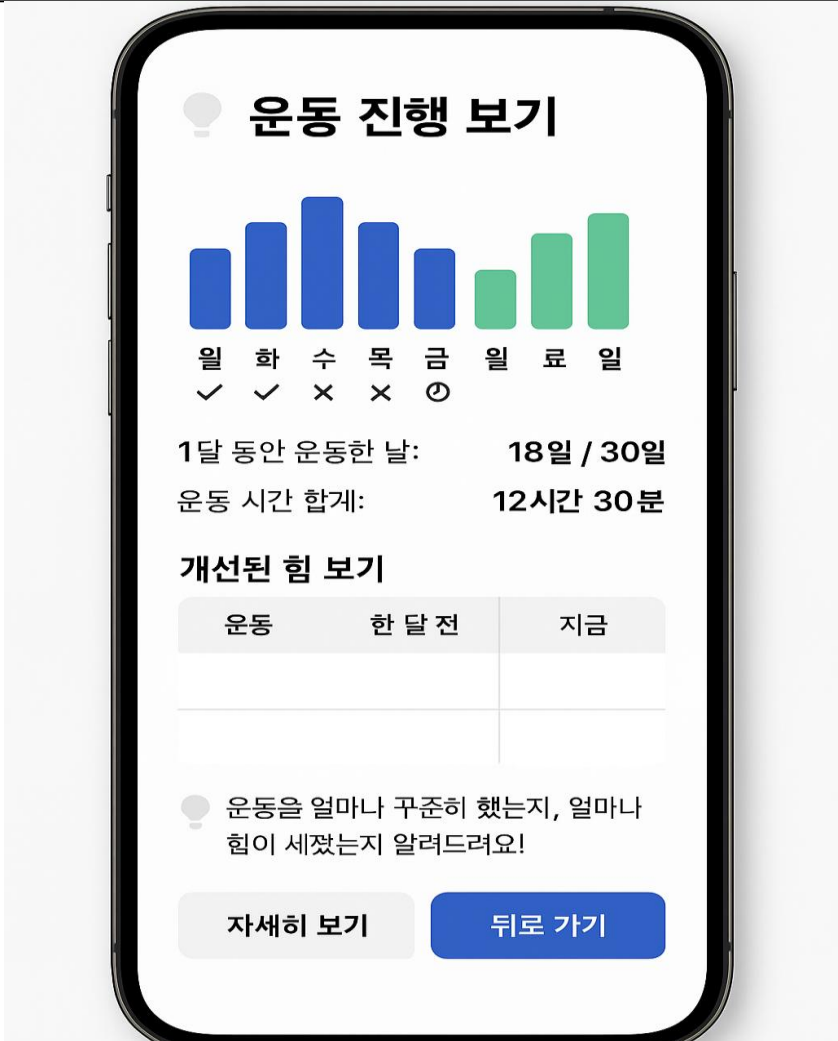 운동 진행 보기
월 화 수 목 금 월 료 일
✓ ✓ ✕ ✕
1달 동안 운동한 날: 18일 / 30일
운동 시간 합게: 12시간 30분
개선된 힘 보기
운동 한 달 전 지금
운동을 얼마나 꾸준히 했는지, 얼마나
힘이 세졌는지 알려드려요!
자세히 보기 뒤로 가기